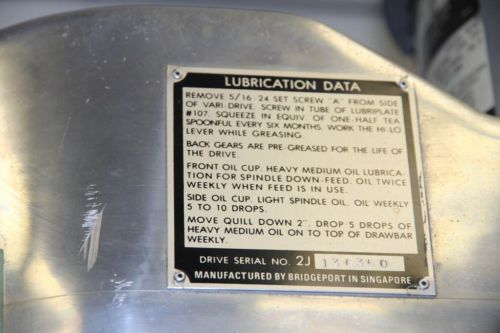 LUBRICATION DATA
REMOVE 5/16-24 SET SCREW "A" FROM SIDE
OF VARI-DRIVE. SCREW IN TUBE OF LUBRIPLATE
#107. SQUEEZE IN EQUIV. OF ONE-HALF TEA
SPOONFUL EVERY SIX MONTHS. WORK THE HI-LO
LEVER WHILE GREASING.
BACK GEARS ARE PRE-GREASED FOR THE LIFE OF
THE DRIVE.
FRONT OIL CUP. HEAVY MEDIUM OIL LUBRICA-
TION FOR SPINDLE DOWN-FEED. OIL TWICE
WEEKLY WHEN FEED IS IN USE.
SIDE OIL CUP. LIGHT SPINDLE OIL. OIL WEEKLY
5 TO 10 DROPS.
MOVE QUILL DOWN 2". DROP 5 DROPS OF
HEAVY MEDIUM OIL ON TO TOP OF DRAWBAR
WEEKLY.
DRIVE SERIAL NO. 2J 136350
MANUFACTURED BY BRIDGEPORT IN SINGAPORE